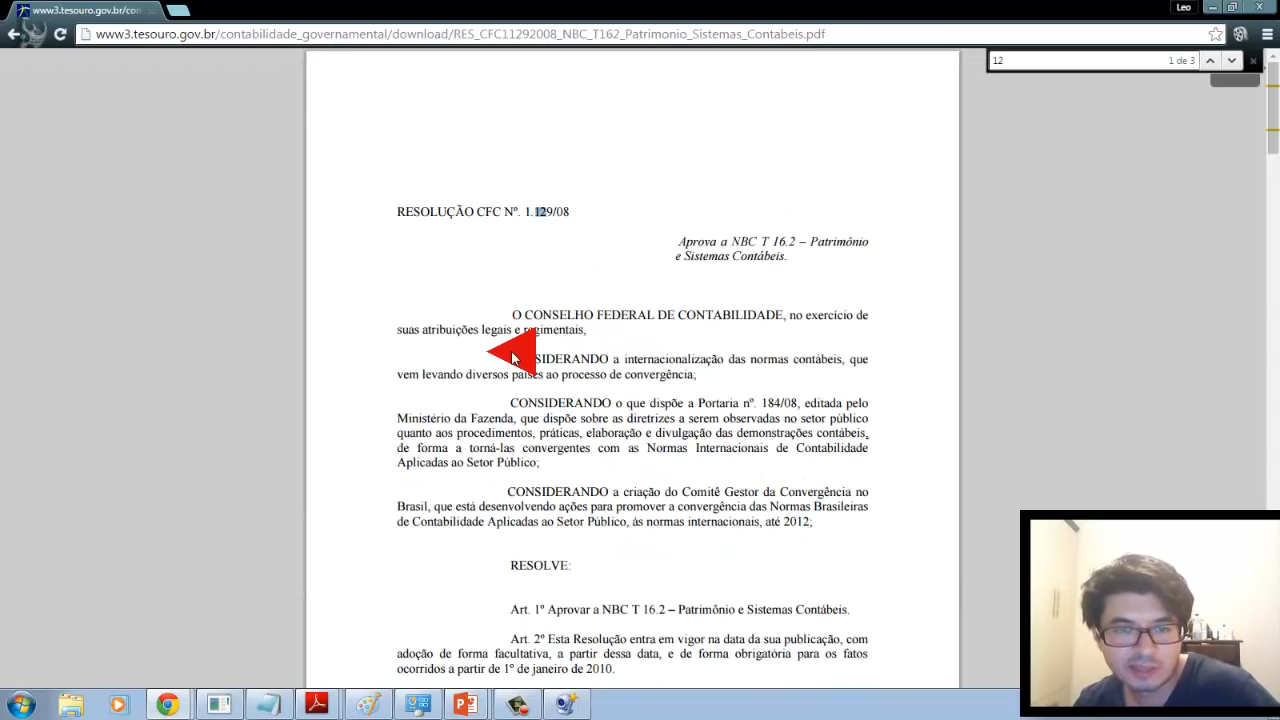 www3.tesouro.gov.br/con
Leo
www3.tesouro.gov.br/contabilidade_governamental/download/RES_CFC11292008_NBC_T162_Patrimonio_Sistemas_Contabeis.pdf
12 1 de 3
RESOLUÇÃO CFC Nº. 1.129/08
Aprova a NBC T 16.2 – Patrimônio
e Sistemas Contábeis.
O CONSELHO FEDERAL DE CONTABILIDADE, no exercício de
suas atribuições legais e regimentais,
SIDERANDO a internacionalização das normas contábeis, que
vem levando diversos países ao processo de convergência;
CONSIDERANDO o que dispõe a Portaria nº. 184/08, editada pelo
Ministério da Fazenda, que dispõe sobre as diretrizes a serem observadas no setor público
quanto aos procedimentos, práticas, elaboração e divulgação das demonstrações contábeis,
de forma a torná-las convergentes com as Normas Internacionais de Contabilidade
Aplicadas ao Setor Público;
CONSIDERANDO a criação do Comitê Gestor da Convergência no
Brasil, que está desenvolvendo ações para promover a convergência das Normas Brasileiras
de Contabilidade Aplicadas ao Setor Público, às normas internacionais, até 2012;
RESOLVE:
Art. 1º Aprovar a NBC T 16.2 – Patrimônio e Sistemas Contábeis.
Art. 2º Esta Resolução entra em vigor na data da sua publicação, com
adoção de forma facultativa, a partir dessa data, e de forma obrigatória para os fatos
ocorridos a partir de 1º de janeiro de 2010.